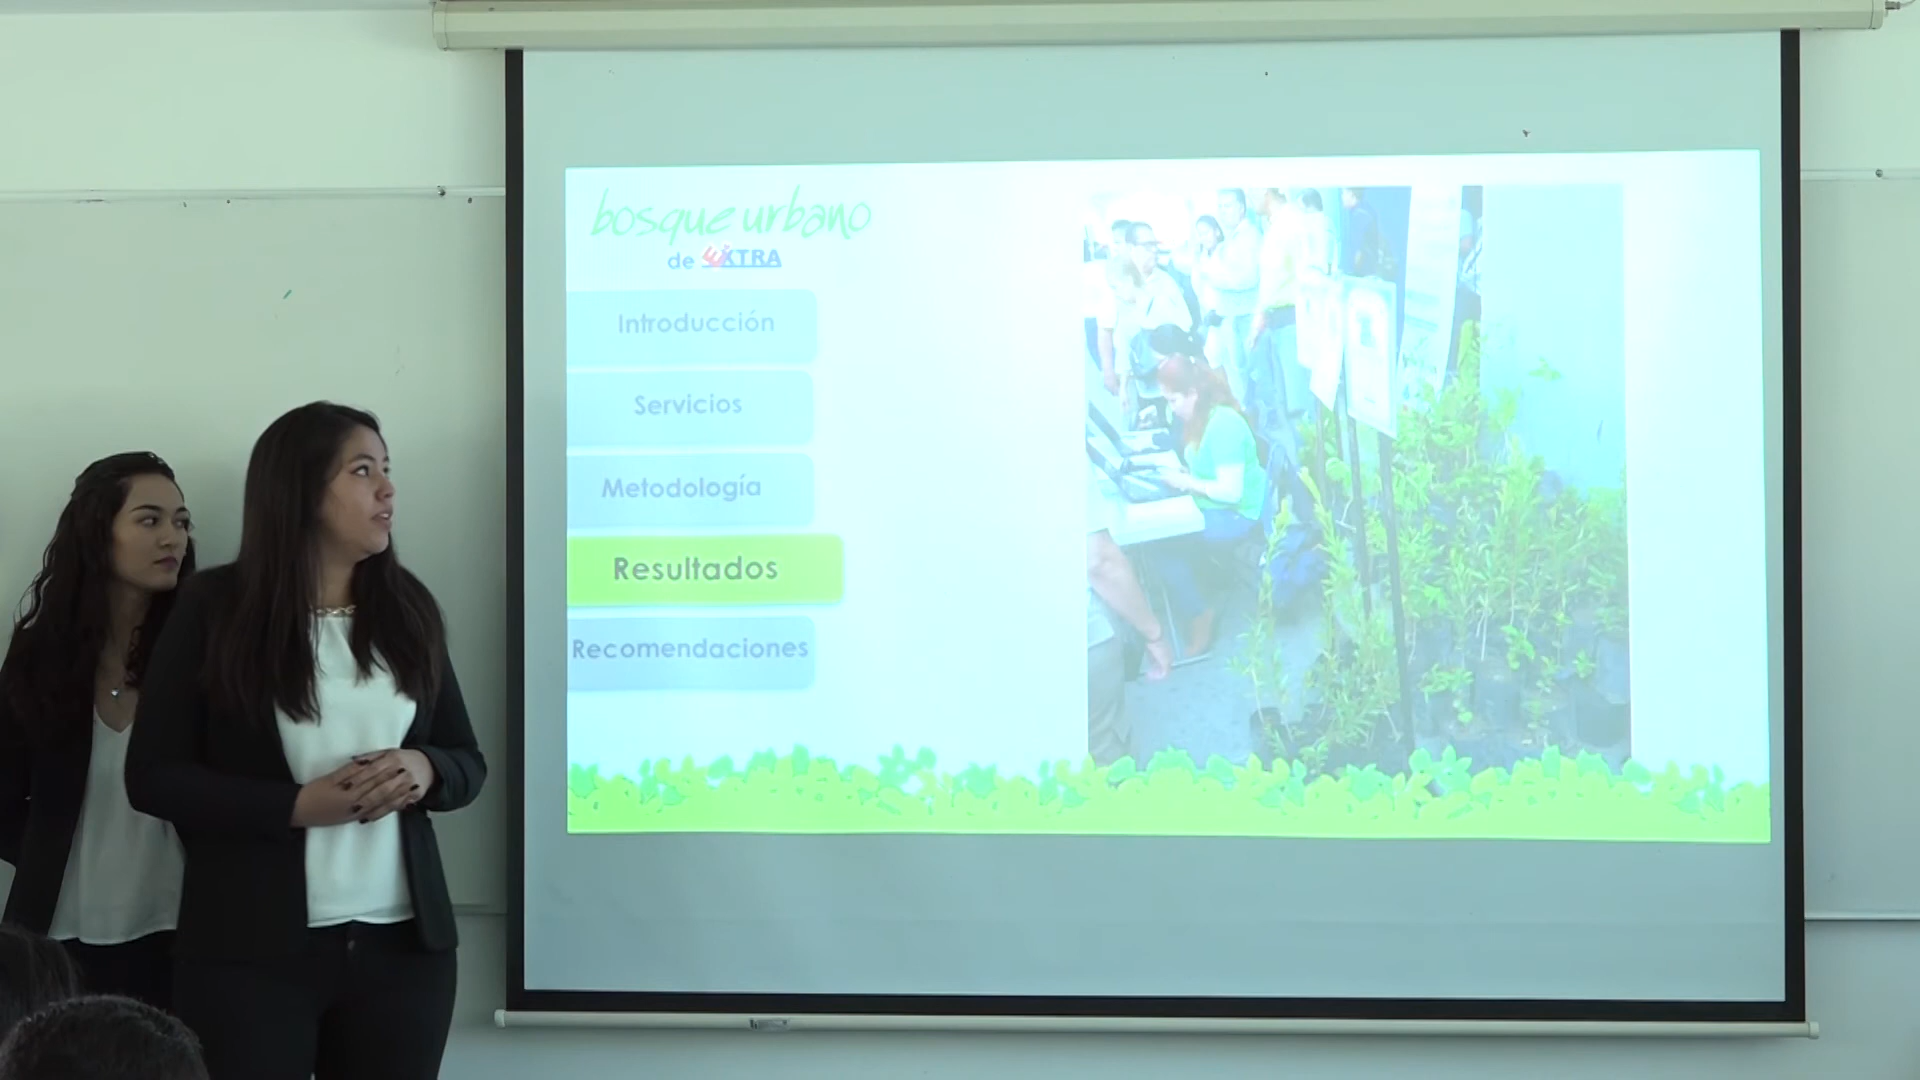 bosque urbano
de EXTRA
Introducción
Servicios
Metodología
Resultados
Recomendaciones